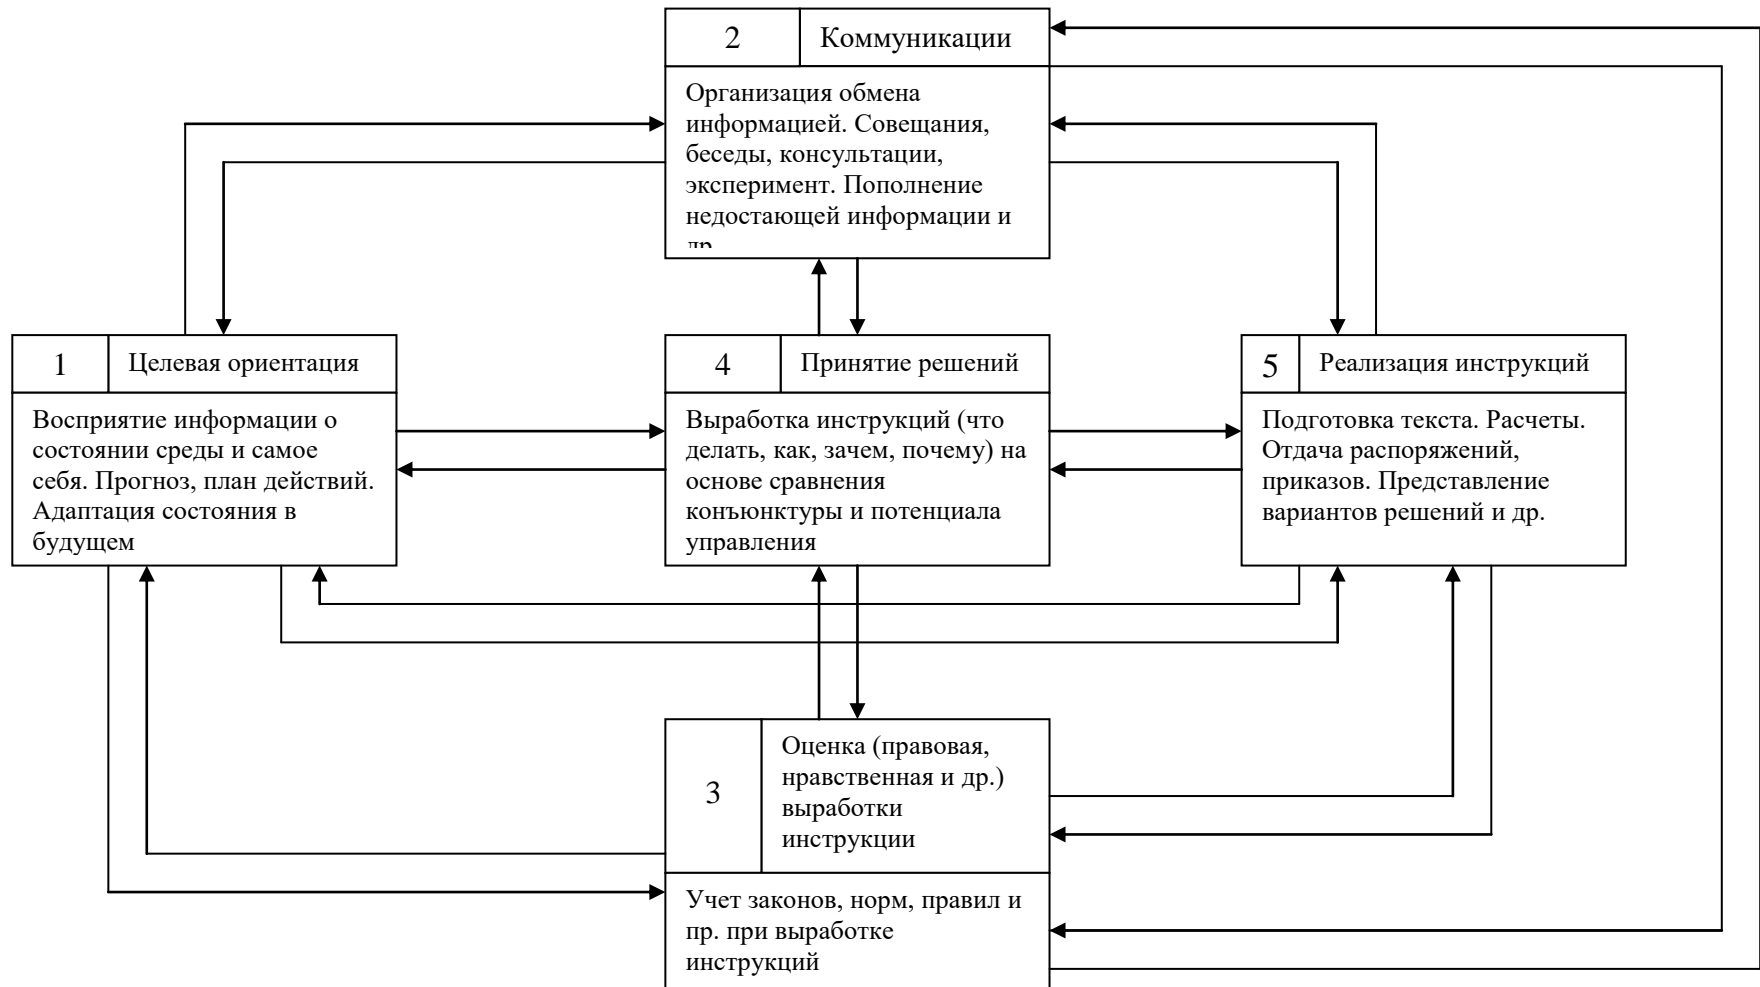 2
Коммуникации
Организация обмена
информацией. Совещания,
беседы, консультации,
эксперимент. Пополнение
недостающей информации и
др
1
Целевая ориентация
Восприятие информации о
состоянии среды и самое
себя. Прогноз, план действий.
Адаптация состояния в
будущем
4
Принятие решений
Выработка инструкций (что
делать, как, зачем, почему) на
основе сравнения
конъюнктуры и потенциала
управления
5
Реализация инструкций
Подготовка текста. Расчеты.
Отдача распоряжений,
приказов. Представление
вариантов решений и др.
3
Оценка (правовая,
нравственная и др.)
выработки
инструкции
Учет законов, норм, правил и
пр. при выработке
инструкций